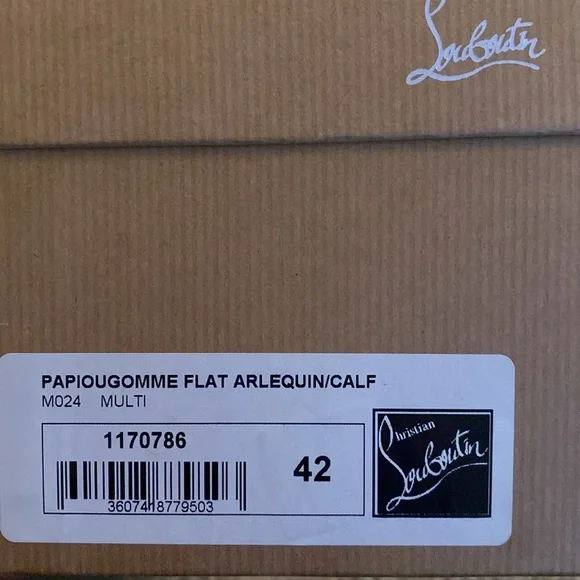 Louboutin
PAPIOUGOMME FLAT ARLEQUIN/CALF
M024 MULTI
1170786
42
3607418779503
Christian
Louboutin